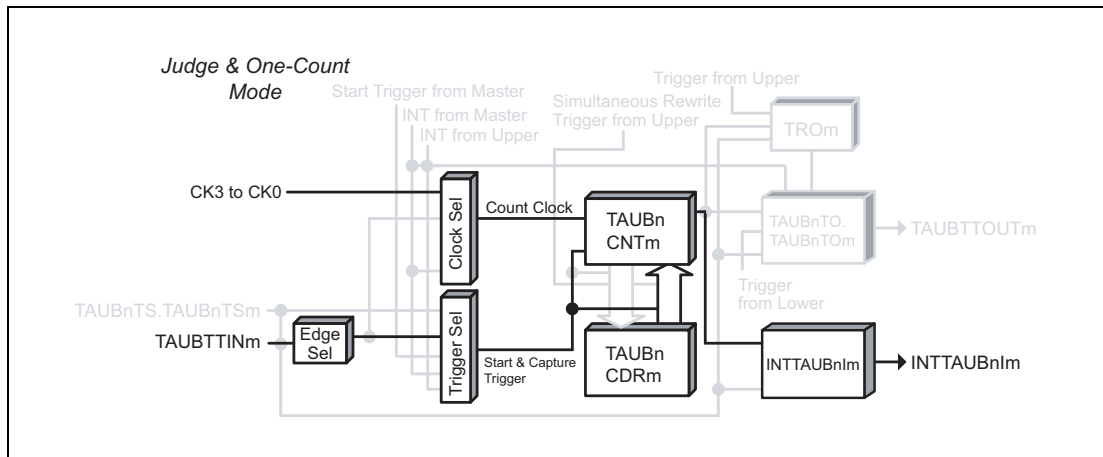 Judge & One-Count
Mode
Trigger from Upper
Start Trigger from Master
Simultaneous Rewrite
Trigger from Upper
INT from Master
INT from Upper
TROm
CK3 to CK0
Clock Sel
Count Clock
TAUBn
CNTm
TAUBnTO.
TAUBnTOm
TAUBTTOUTm
Trigger
from Lower
TAUBnTS.TAUBnTSm
TAUBTTINm
Edge
Sel
Trigger Sel
Start & Capture
Trigger
TAUBn
CDRm
INTTAUBnIm
INTTAUBnIm